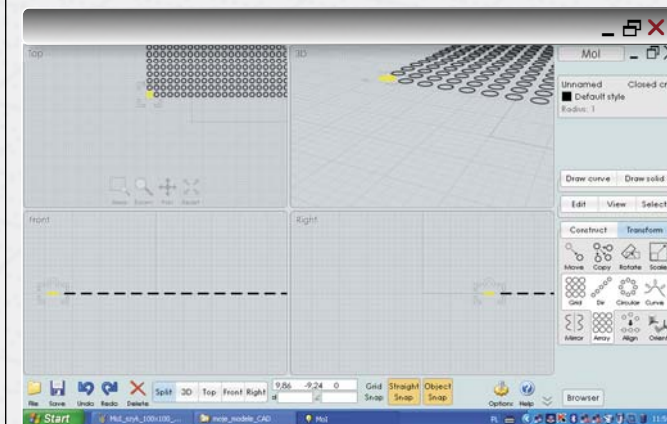 Top
3D
MoI
Unnamed Closed cr
Default style
Radius: 1
Draw curve Draw solid
Edit View Select
Construct Transform
Move Copy Rotate Scale
Grid Dir Circular Curve
Mirror Array Align Orient
Front
Right
Split 3D Top Front Right
9,86 -9,24 0
Grid Snap
Straight Snap
Object Snap
File Save Undo Redo Delete
Options Help
Browser
Start
MoI_szyk_100x100_...
MoI
PL